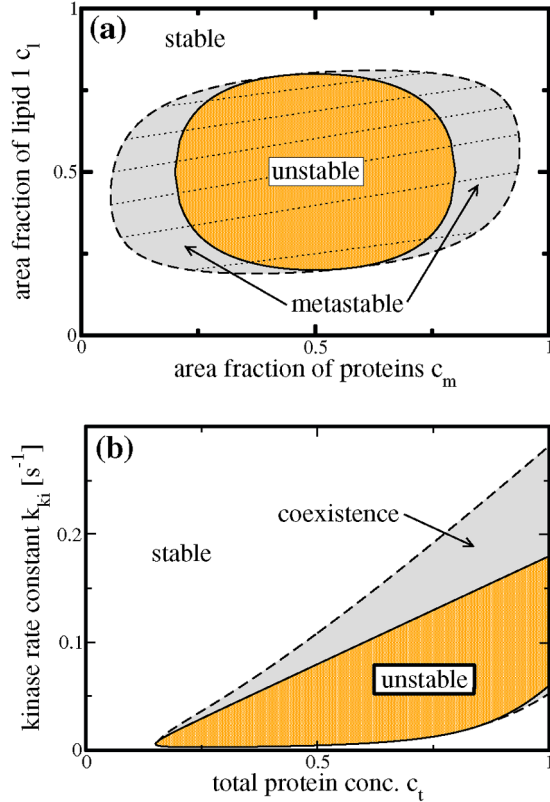 (a)
stable
1
unstable
0.5
metastable
0
0.5
1
area fraction of lipid 1 c_l
area fraction of proteins c_m
(b)
coexistence
0.2
stable
0.1
unstable
0
0
0.5
1
kinase rate constant k_ki [s^-1]
total protein conc. c_t